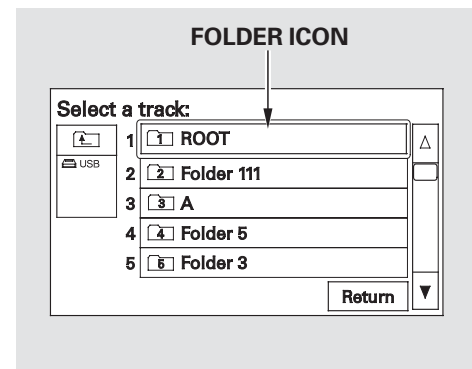 FOLDER ICON
Select a track:
1 1 ROOT
USB
2 2 Folder 111
3 3 A
4 4 Folder 5
5 5 Folder 3
Return